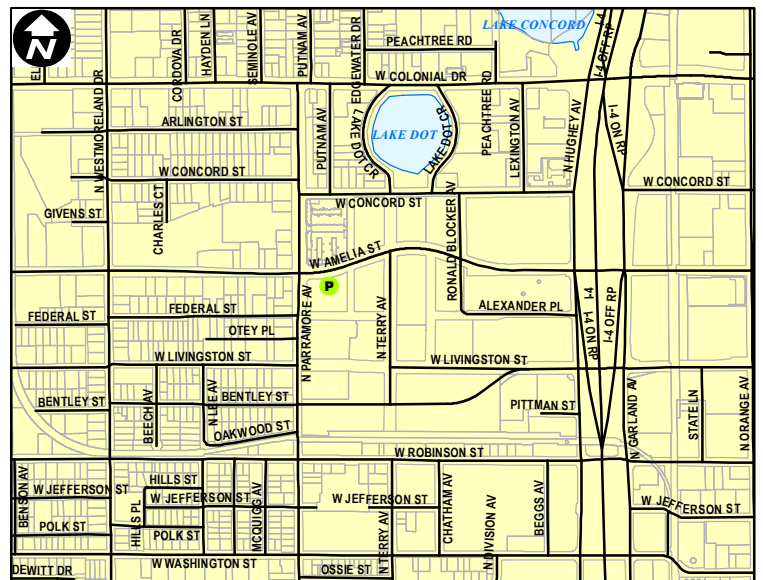 N
LAKE CONCORD
EL
CORDOVA DR
HAYDEN LN
SEMINOLE AV
PUTNAM AV
EDGEWATER DR
PEACHTREE RD
I-4
I-4 OFF RP
W COLONIAL DR
N WESTMORELAND DR
ARLINGTON ST
PUTNAM AV
LAKE DOT CR
LAKE DOT
LAKE DOT CR
PEACHTREE RD
LEXINGTON AV
N HUGHEY AV
I-4 ON RP
W CONCORD ST
W CONCORD ST
GIVENS ST
CHARLES CT
W CONCORD ST
RONALD BLOCKER AV
W AMELIA ST
P
FEDERAL ST
FEDERAL ST
N PARRAMORE AV
N TERRY AV
ALEXANDER PL
I-4
I-4 ON RP
I-4 OFF RP
OTEY PL
W LIVINGSTON ST
W LIVINGSTON ST
BENTLEY ST
BEECH AV
N LEE AV
BENTLEY ST
PITTMAN ST
N GARLAND AV
STATE LN
N ORANGE AV
OAKWOOD ST
W ROBINSON ST
BENSON AV
W JEFFERSON ST
HILLS ST
W JEFFERSON ST
W JEFFERSON ST
W JEFFERSON ST
POLK ST
HILLS PL
POLK ST
MCQUIGG AV
N TERRY AV
CHATHAM AV
N DIVISION AV
BEGGS AV
DEWITT DR
W WASHINGTON ST
OSSIE ST